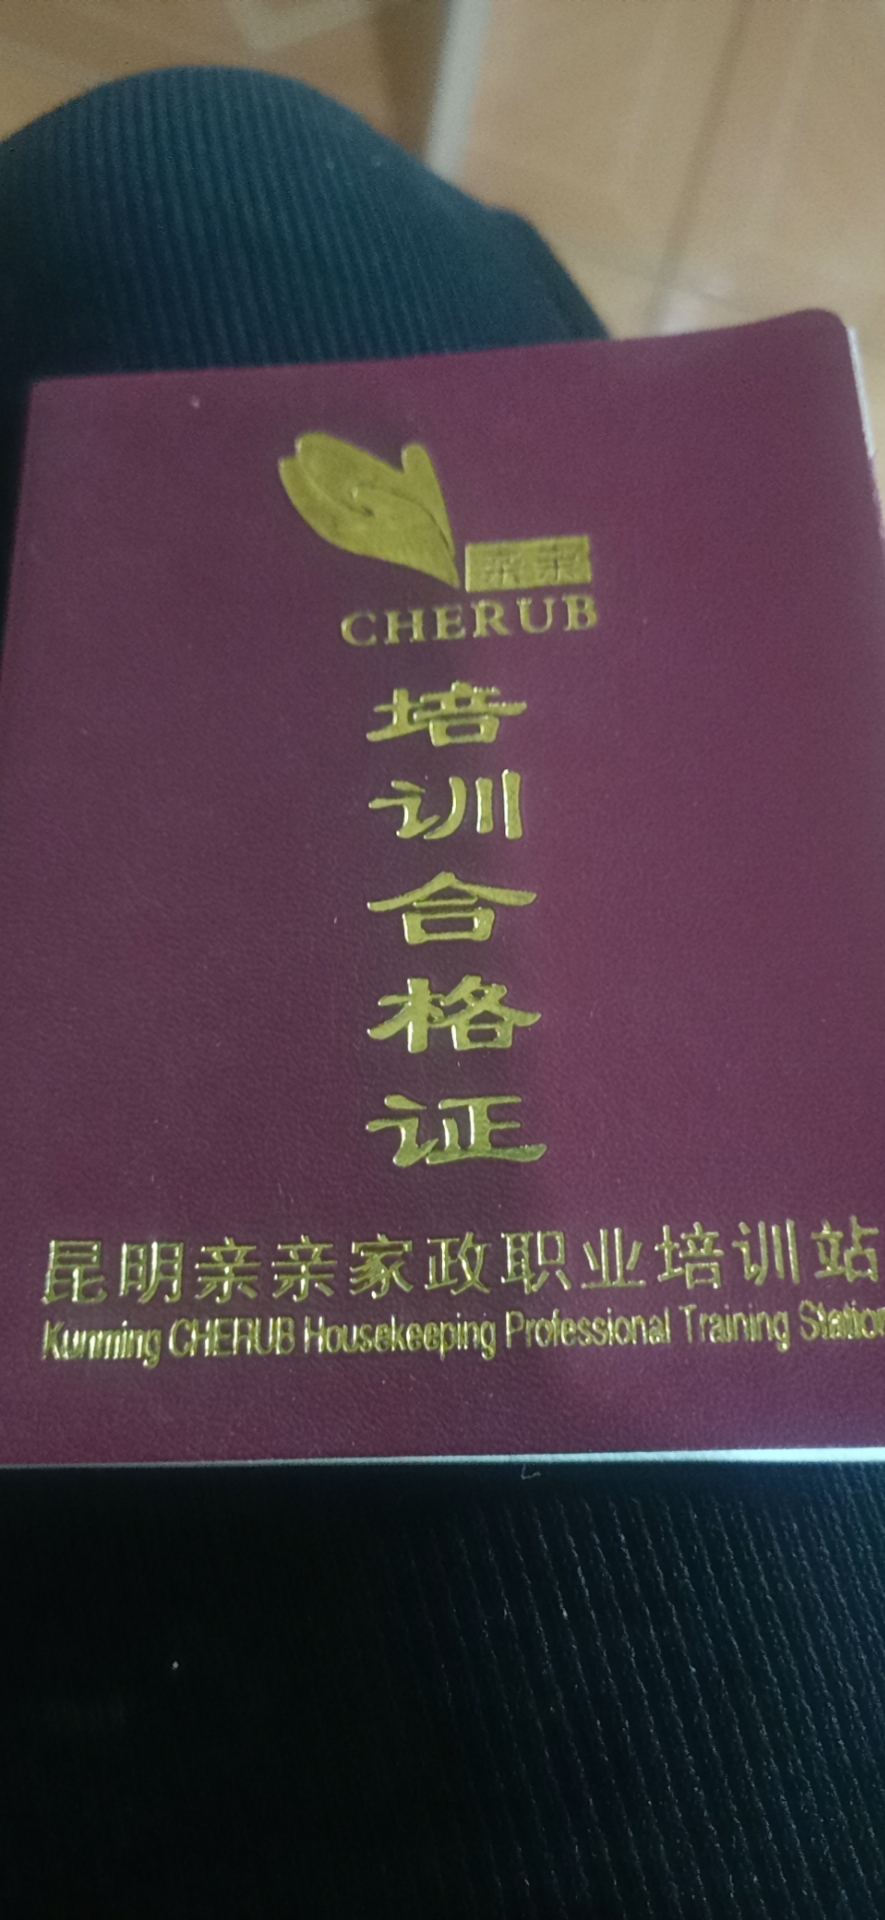 亲亲
CHERUB
培
训
合
格
证
昆明亲亲家政职业培训站
Kunming CHERUB Housekeeping Professional Training Station